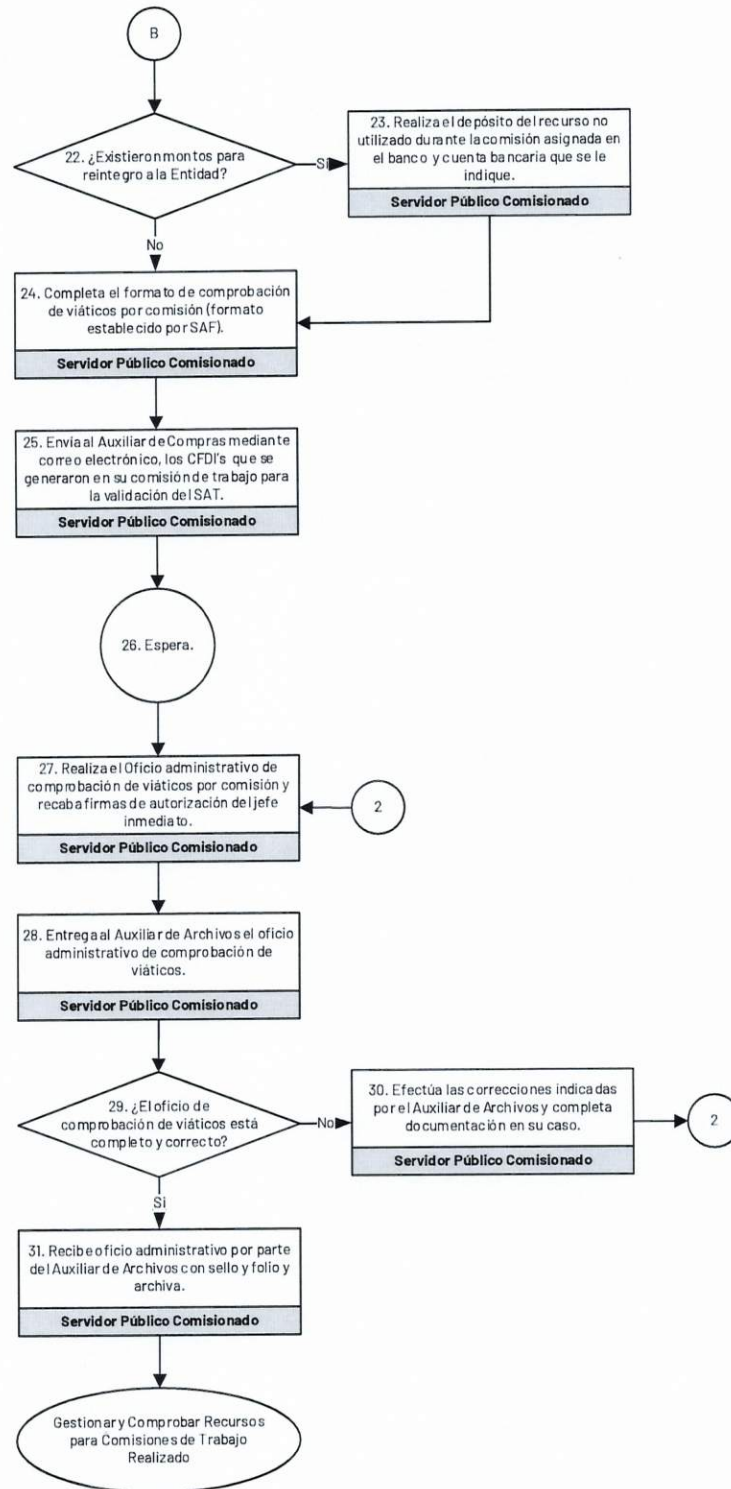 B
22. ¿Existieron montos para
reintegro a la Entidad?
Sí
23. Realiza el depósito del recurso no
utilizado durante la comisión asignada en
el banco y cuenta bancaria que se le
indique.
Servidor Público Comisionado
No
24. Completa el formato de comprobación
de viáticos por comisión (formato
establecido por SAF).
Servidor Público Comisionado
25. Envía al Auxiliar de Compras mediante
correo electrónico, los CFDI's que se
generaron en su comisión de trabajo para
la validación del SAT.
Servidor Público Comisionado
26. Espera.
27. Realiza el Oficio administrativo de
comprobación de viáticos por comisión y
recaba firmas de autorización del jefe
inmediato.
Servidor Público Comisionado
2
28. Entrega al Auxiliar de Archivos el oficio
administrativo de comprobación de
viáticos.
Servidor Público Comisionado
29. ¿El oficio de
comprobación de viáticos está
completo y correcto?
No
30. Efectúa las correcciones indicadas
por el Auxiliar de Archivos y completa
documentación en su caso.
Servidor Público Comisionado
2
Si
31. Recibe oficio administrativo por parte
del Auxiliar de Archivos con sello y folio y
archiva.
Servidor Público Comisionado
Gestionar y Comprobar Recursos
para Comisiones de Trabajo
Realizado